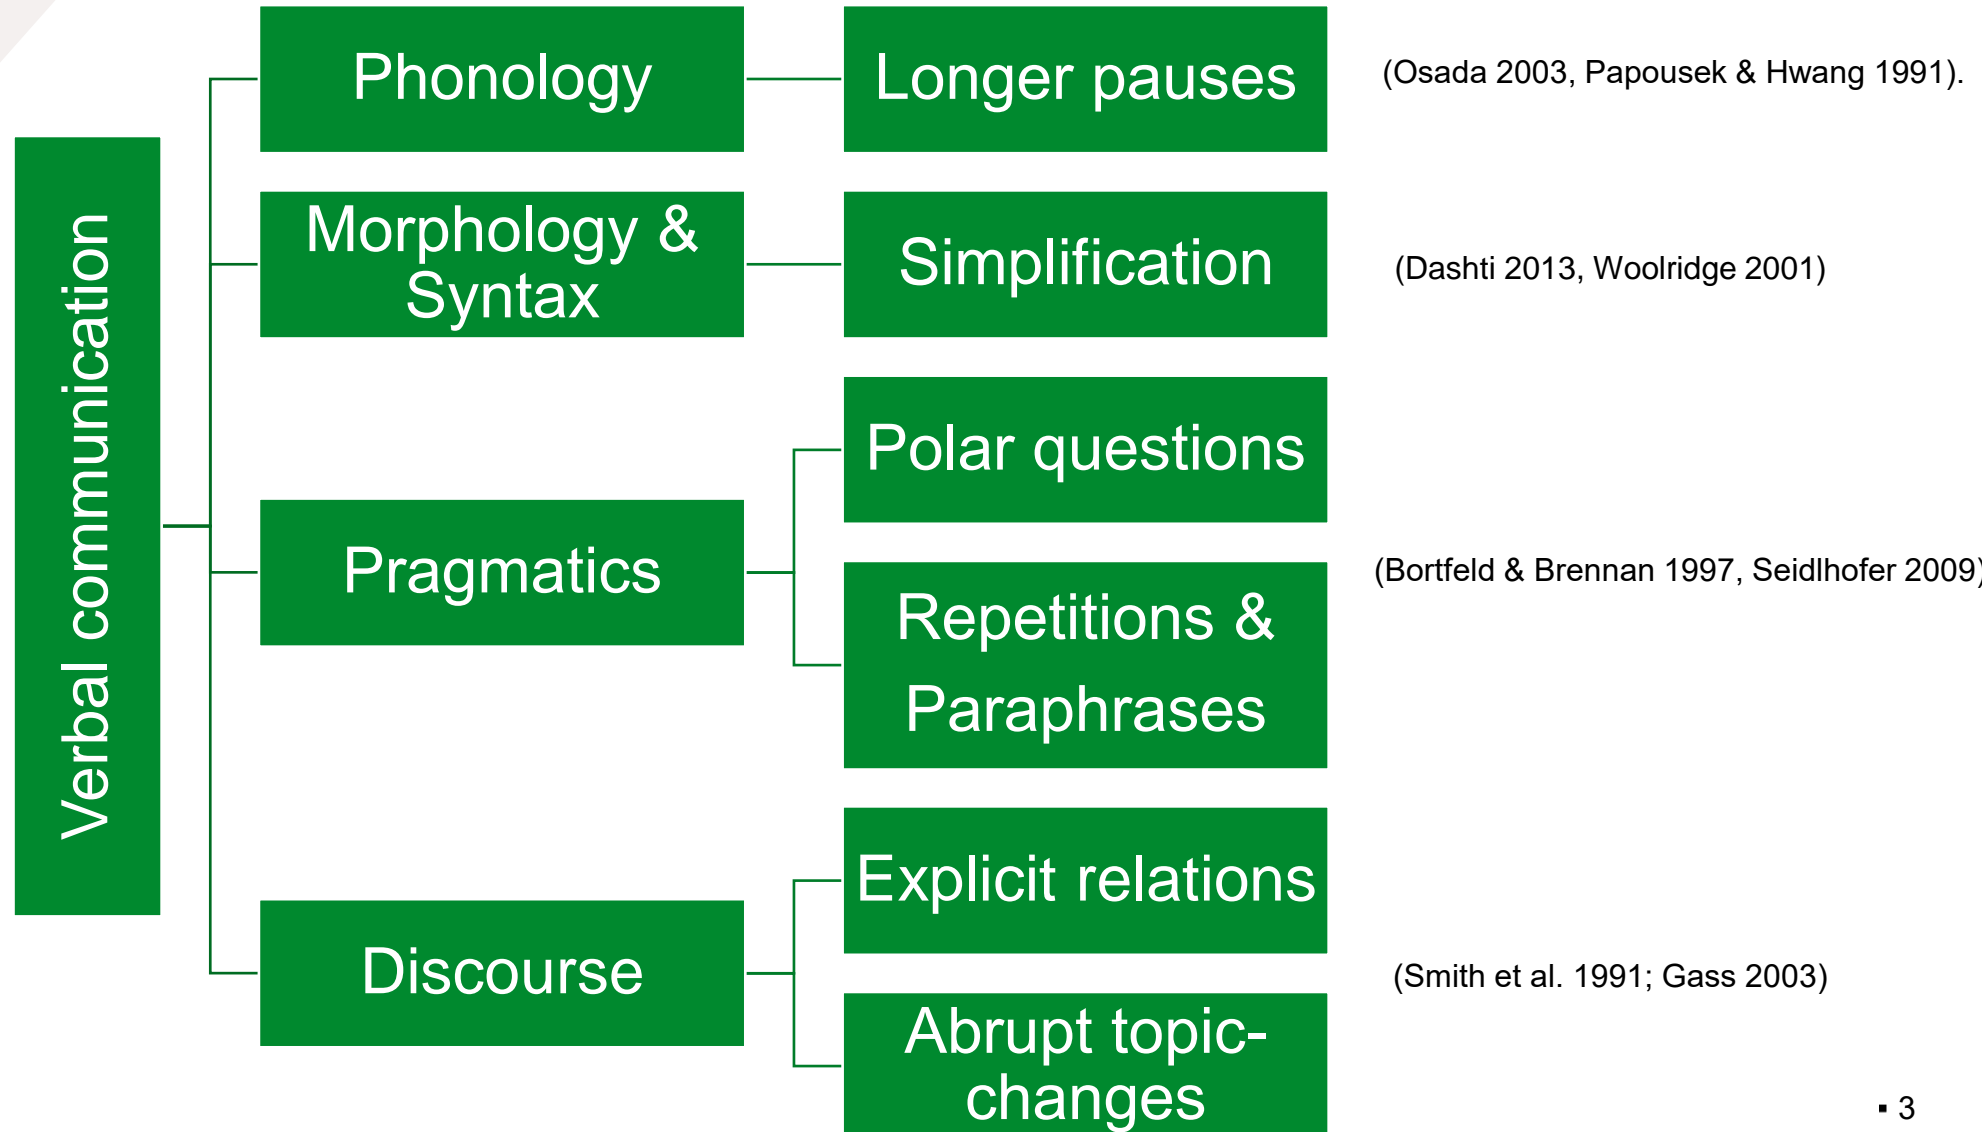 Verbal communication
Phonology
Longer pauses
(Osada 2003, Papousek & Hwang 1991).
Morphology &
Syntax
Simplification
(Dashti 2013, Woolridge 2001)
Pragmatics
Polar questions
Repetitions &
Paraphrases
(Bortfeld & Brennan 1997, Seidlhofer 2009)
Discourse
Explicit relations
Abrupt topic-
changes
(Smith et al. 1991; Gass 2003)
▪ 3